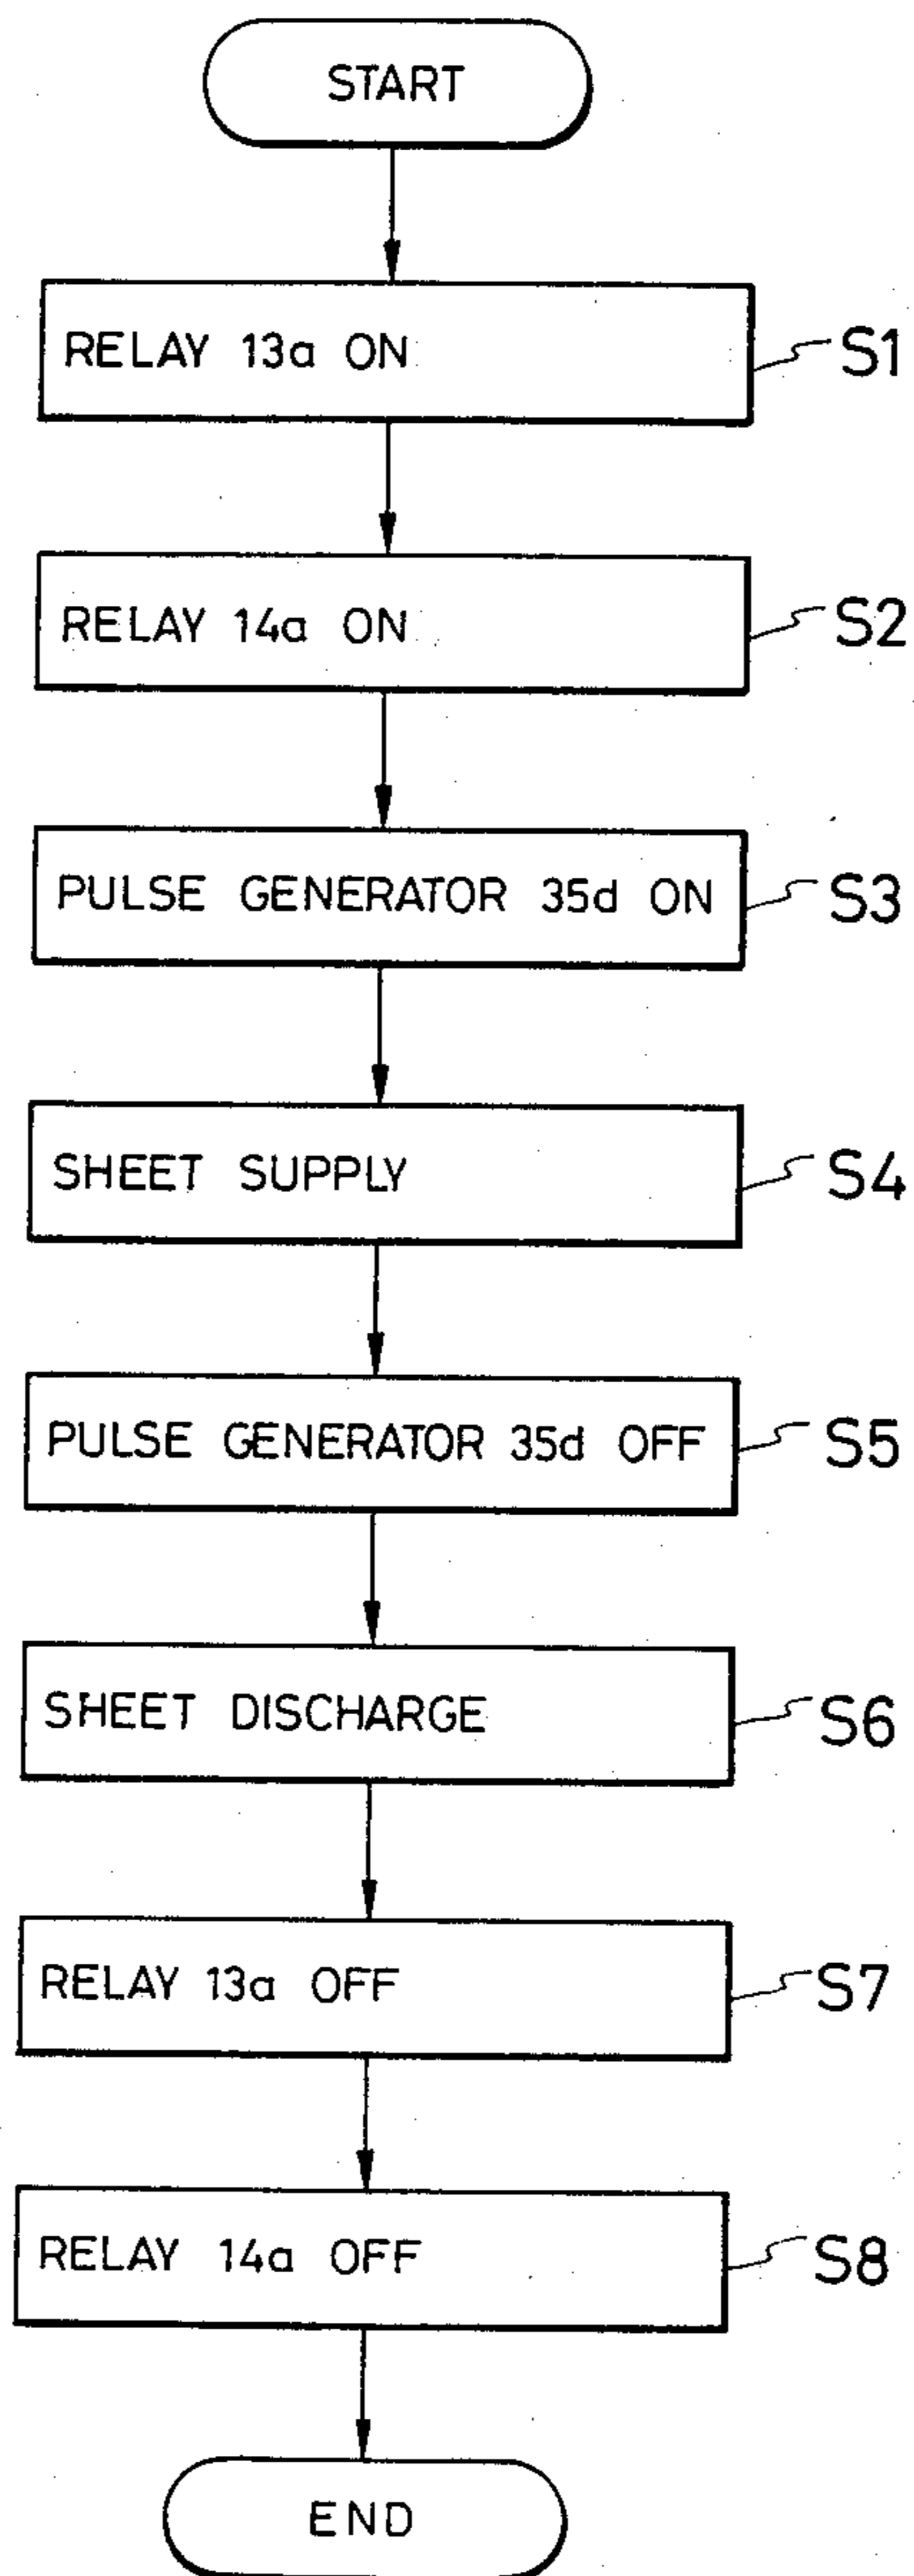 START
RELAY 13a ON
S1
RELAY 14a ON
S2
PULSE GENERATOR 35d ON
S3
SHEET SUPPLY
S4
PULSE GENERATOR 35d OFF
S5
SHEET DISCHARGE
S6
RELAY 13a OFF
S7
RELAY 14a OFF
S8
END